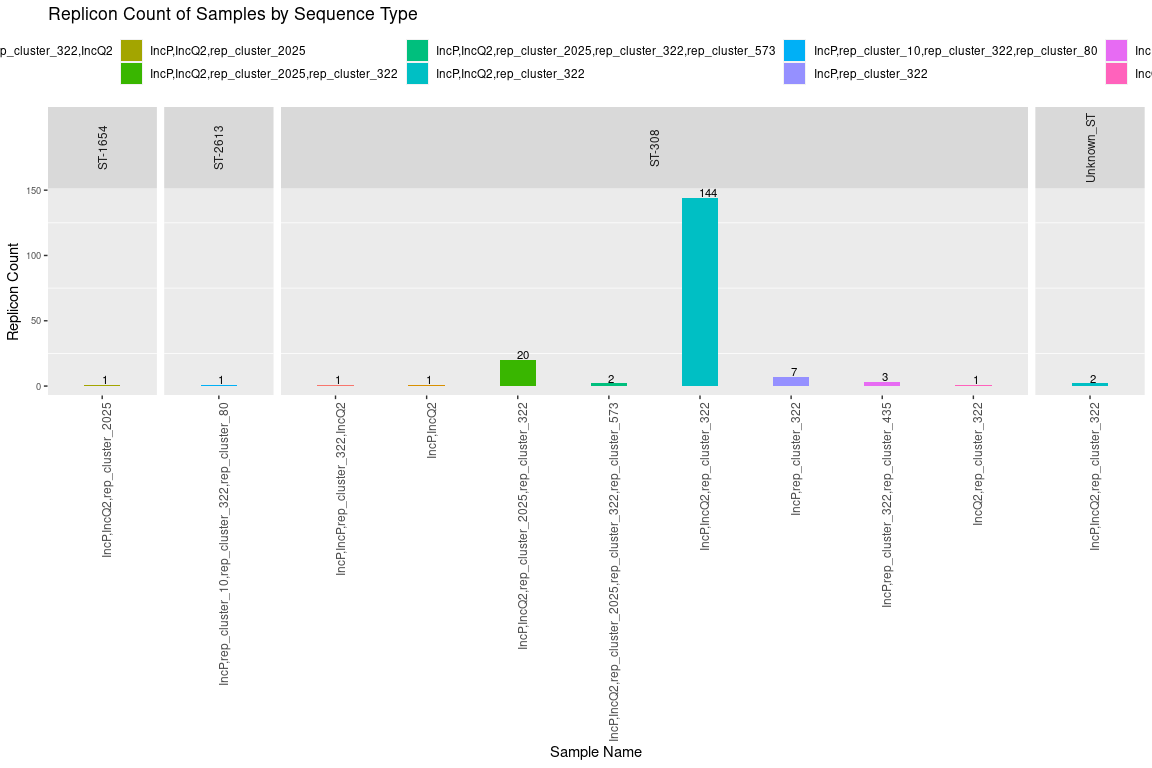 Replicon Count of Samples by Sequence Type
p_cluster_322,IncQ2 IncP,IncQ2,rep_cluster_2025 IncP,IncQ2,rep_cluster_2025,rep_cluster_322,rep_cluster_573 IncP,rep_cluster_10,rep_cluster_322,rep_cluster_80 Inc
IncP,IncQ2,rep_cluster_2025,rep_cluster_322 IncP,IncQ2,rep_cluster_322 IncP,rep_cluster_322 Inc
ST-1654
ST-2613
ST-308
Unknown_ST
Replicon Count
150
100
50
0
1
1
1
1
20
2
144
7
3
1
2
IncP,IncQ2,rep_cluster_2025
IncP,rep_cluster_10,rep_cluster_322,rep_cluster_80
IncP,IncP,rep_cluster_322,IncQ2
IncP,IncQ2
IncP,IncQ2,rep_cluster_2025,rep_cluster_322
IncP,IncQ2,rep_cluster_2025,rep_cluster_322,rep_cluster_573
IncP,IncQ2,rep_cluster_322
IncP,rep_cluster_322
IncP,rep_cluster_322,rep_cluster_435
IncQ2,rep_cluster_322
IncP,IncQ2,rep_cluster_322
Sample Name